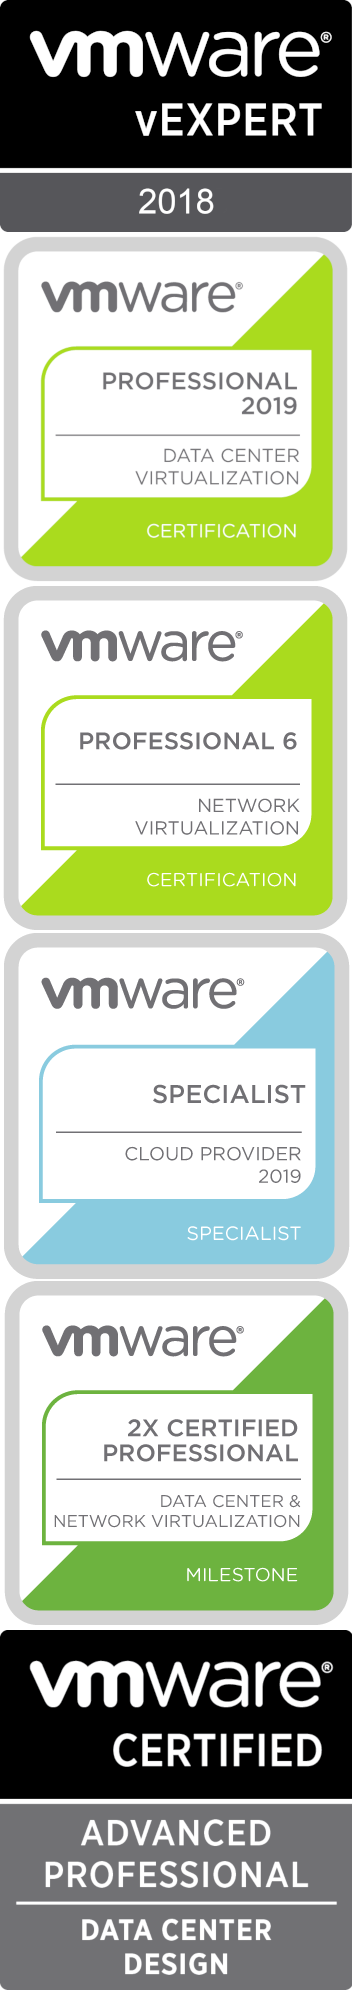 vmware®
vEXPERT
2018
vmware®
PROFESSIONAL
2019
DATA CENTER
VIRTUALIZATION
CERTIFICATION
vmware®
PROFESSIONAL 6
NETWORK
VIRTUALIZATION
CERTIFICATION
vmware®
SPECIALIST
CLOUD PROVIDER
2019
SPECIALIST
vmware®
2X CERTIFIED
PROFESSIONAL
DATA CENTER &
NETWORK VIRTUALIZATION
MILESTONE
vmware®
CERTIFIED
ADVANCED
PROFESSIONAL
DATA CENTER
DESIGN